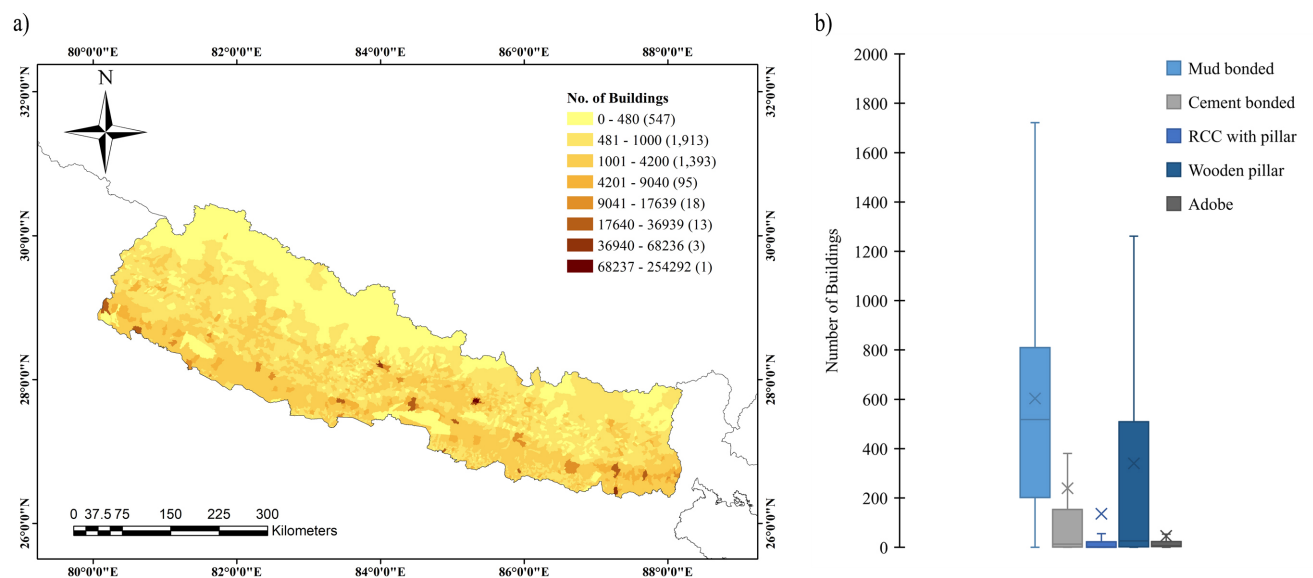 a)
80°0'0"E 82°0'0"E 84°0'0"E 86°0'0"E 88°0'0"E
32°0'0"N
30°0'0"N
28°0'0"N
26°0'0"N
N
No. of Buildings
0 - 480 (547)
481 - 1000 (1,913)
1001 - 4200 (1,393)
4201 - 9040 (95)
9041 - 17639 (18)
17640 - 36939 (13)
36940 - 68236 (3)
68237 - 254292 (1)
32°0'0"N
30°0'0"N
28°0'0"N
26°0'0"N
0 37.5 75 150 225 300
Kilometers
80°0'0"E 82°0'0"E 84°0'0"E 86°0'0"E 88°0'0"E
b)
Number of Buildings
2000
1800
1600
1400
1200
1000
800
600
400
200
0
Mud bonded
Cement bonded
RCC with pillar
Wooden pillar
Adobe